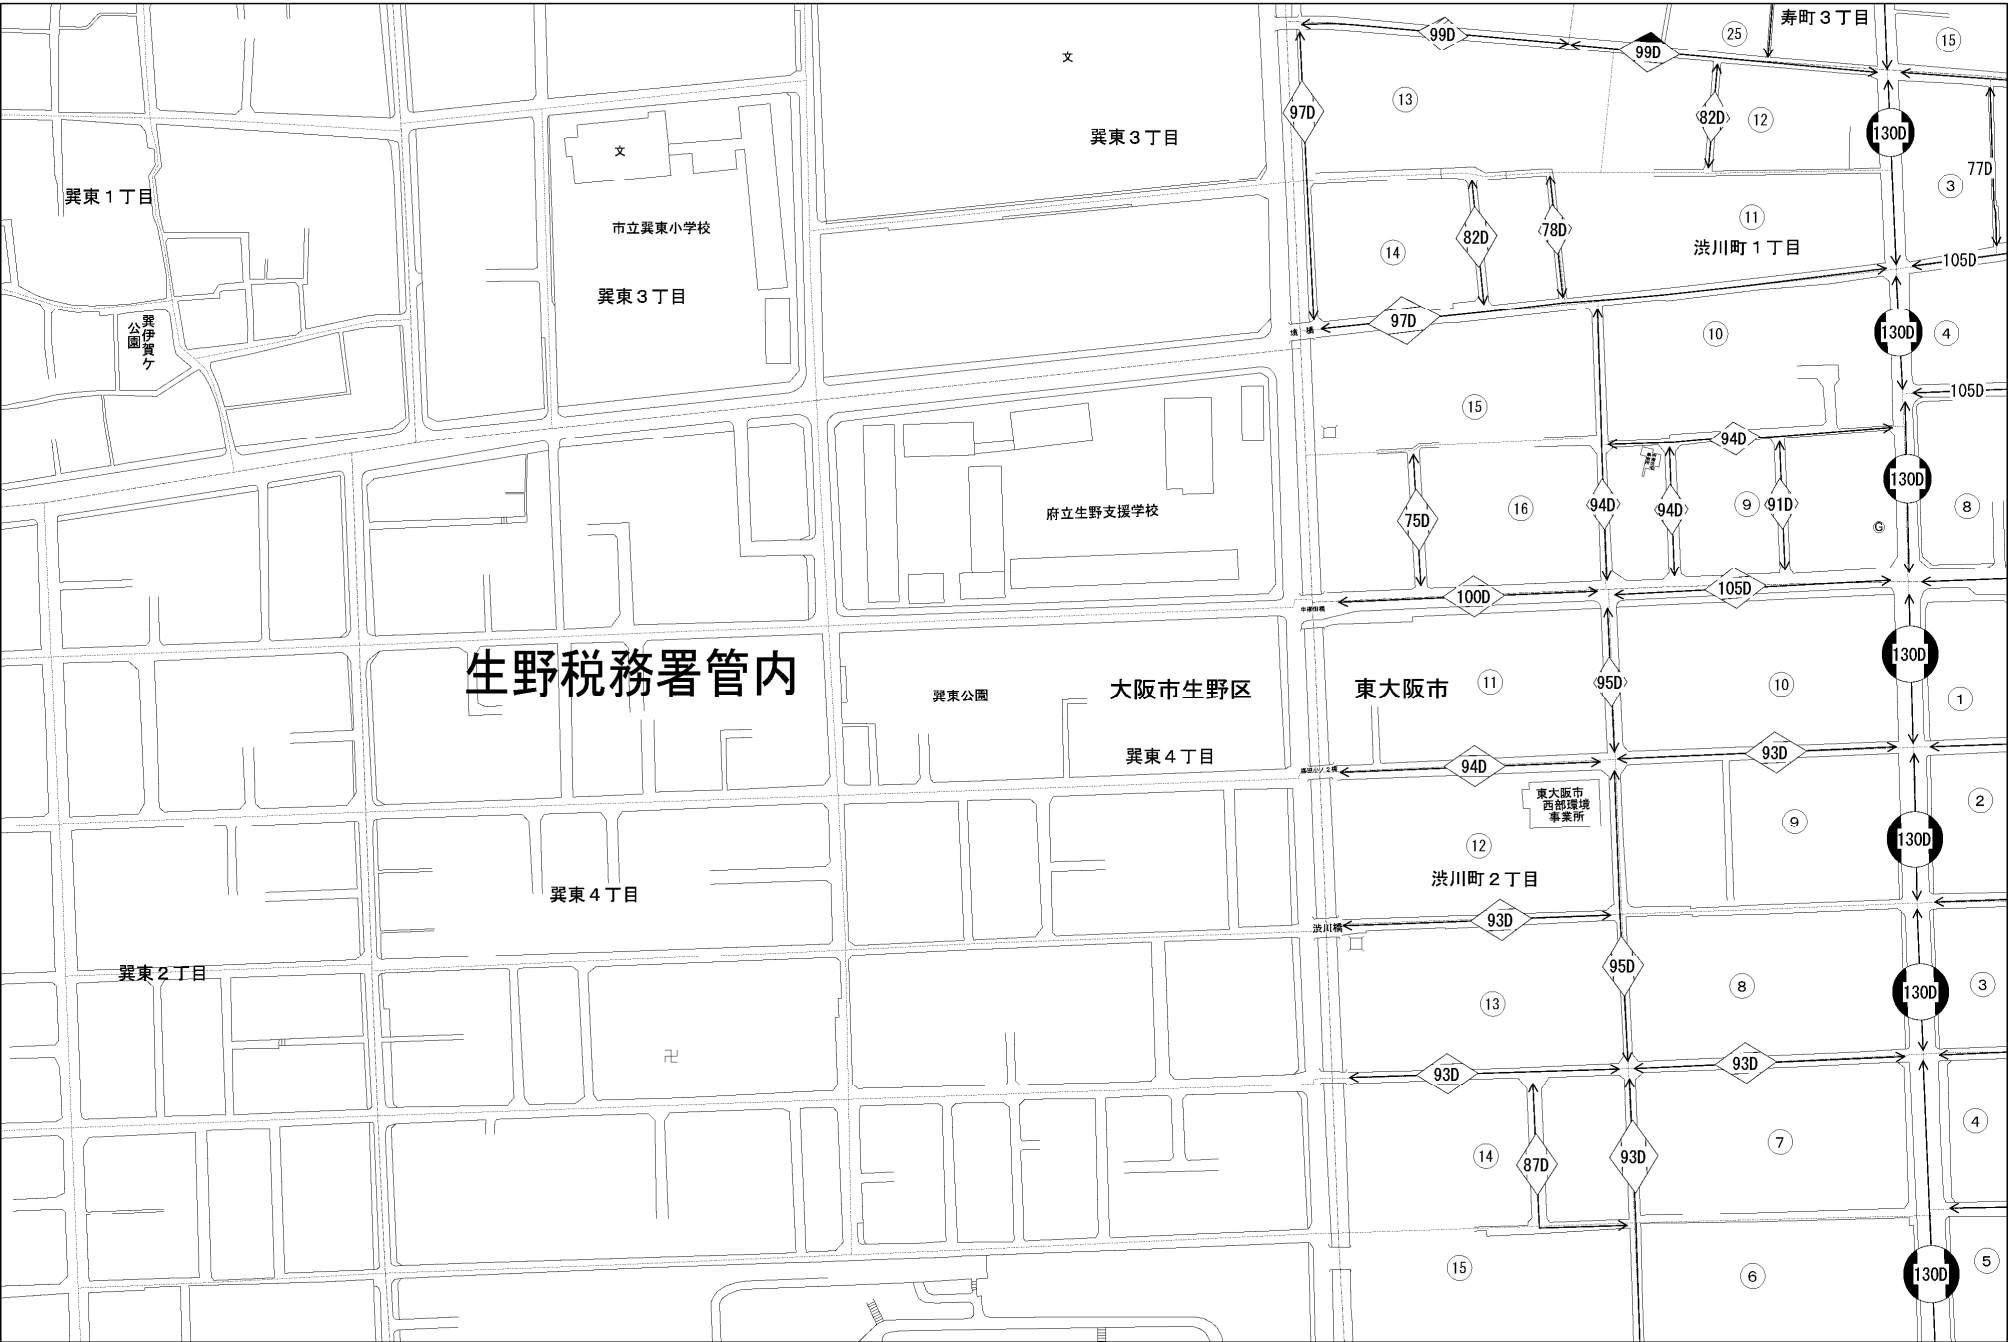 寿町３丁目
99D
25
15
99D
文
13
97D
82D
12
130D
巽東３丁目
文
77D
巽東１丁目
3
11
市立巽東小学校
82D
78D
渋川町１丁目
14
105D
巽東３丁目
97D
10
130D
4
境橋
巽伊賀ケ
公園
105D
15
94D
130D
府立生野支援学校
16
94D
94D
9
91D
8
75D
G
100D
105D
生野税務署管内
巽東公園
大阪市生野区
東大阪市
11
95D
10
130D
1
巽東４丁目
94D
93D
東大阪市
西部環境
事業所
2
9
130D
12
渋川町２丁目
巽東４丁目
93D
渋川橋
巽東２丁目
95D
8
130D
3
13
卍
93D
93D
14
87D
93D
7
4
15
6
130D
5